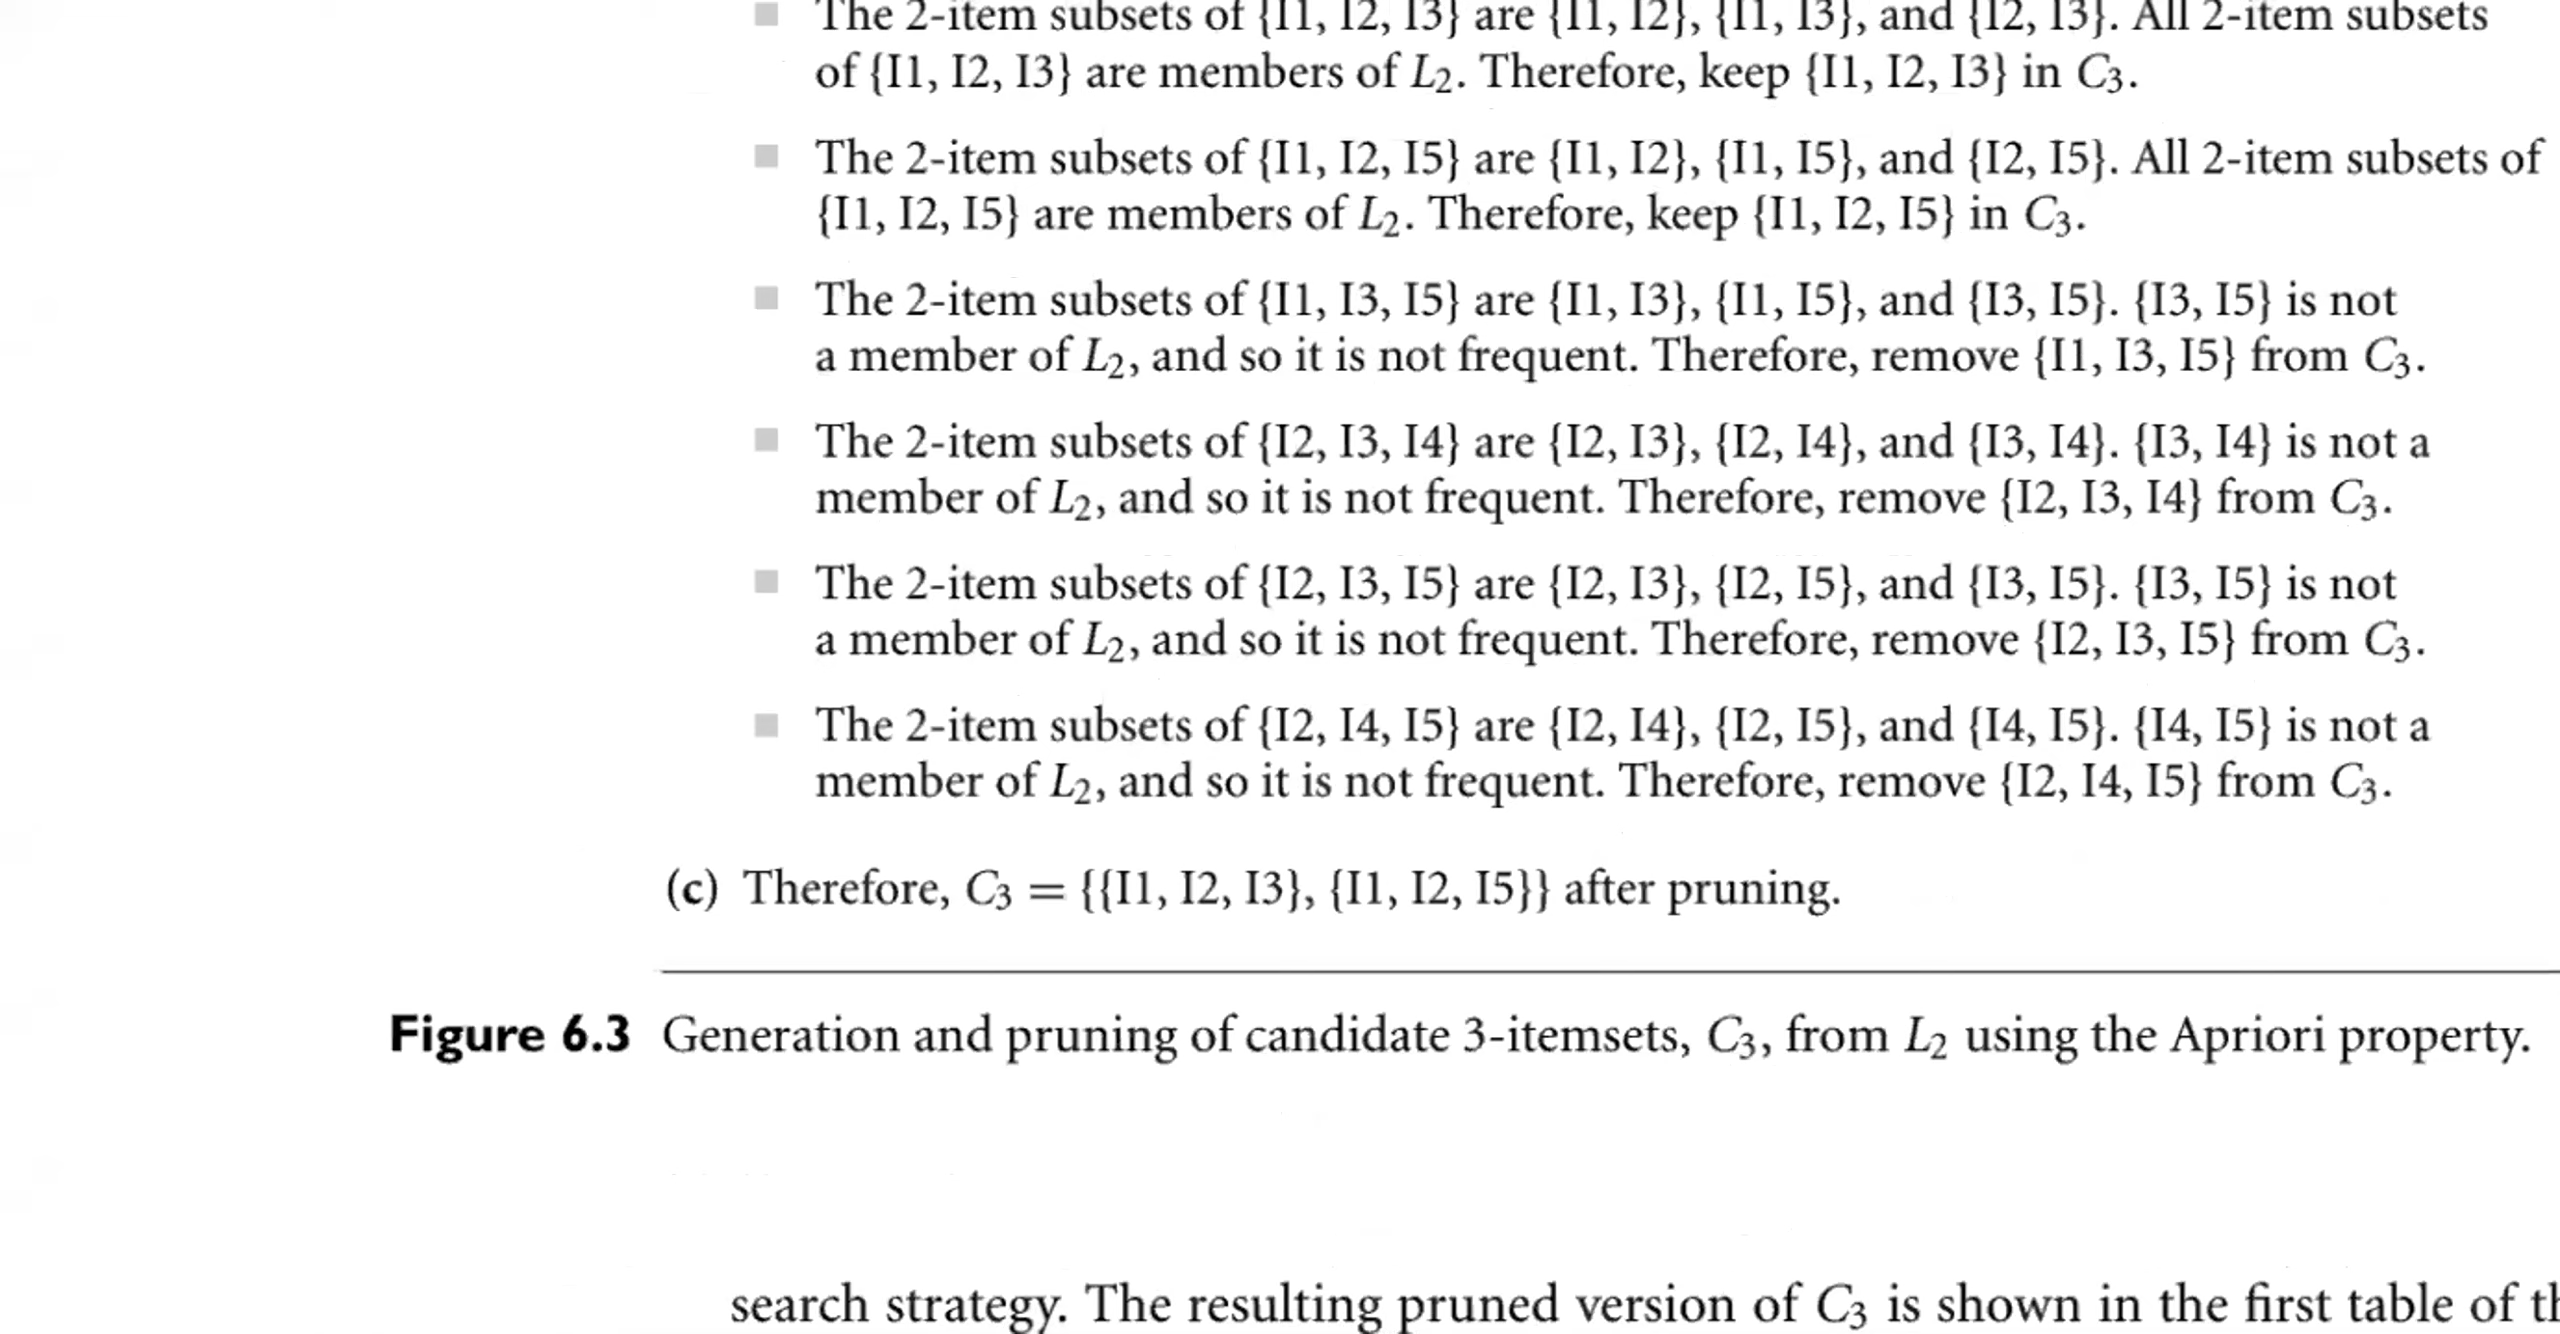 The 2-item subsets of {I1, I2, I3} are {I1, I2}, {I1, I3}, and {I2, I3}. All 2-item subsets
of {I1, I2, I3} are members of L2. Therefore, keep {I1, I2, I3} in C3.
The 2-item subsets of {I1, I2, I5} are {I1, I2}, {I1, I5}, and {I2, I5}. All 2-item subsets of
{I1, I2, I5} are members of L2. Therefore, keep {I1, I2, I5} in C3.
The 2-item subsets of {I1, I3, I5} are {I1, I3}, {I1, I5}, and {I3, I5}. {I3, I5} is not
a member of L2, and so it is not frequent. Therefore, remove {I1, I3, I5} from C3.
The 2-item subsets of {I2, I3, I4} are {I2, I3}, {I2, I4}, and {I3, I4}. {I3, I4} is not a
member of L2, and so it is not frequent. Therefore, remove {I2, I3, I4} from C3.
The 2-item subsets of {I2, I3, I5} are {I2, I3}, {I2, I5}, and {I3, I5}. {I3, I5} is not
a member of L2, and so it is not frequent. Therefore, remove {I2, I3, I5} from C3.
The 2-item subsets of {I2, I4, I5} are {I2, I4}, {I2, I5}, and {I4, I5}. {I4, I5} is not a
member of L2, and so it is not frequent. Therefore, remove {I2, I4, I5} from C3.
(c) Therefore, C3 = {{I1, I2, I3}, {I1, I2, I5}} after pruning.
Figure 6.3 Generation and pruning of candidate 3-itemsets, C3, from L2 using the Apriori property.
search strategy. The resulting pruned version of C3 is shown in the first table of